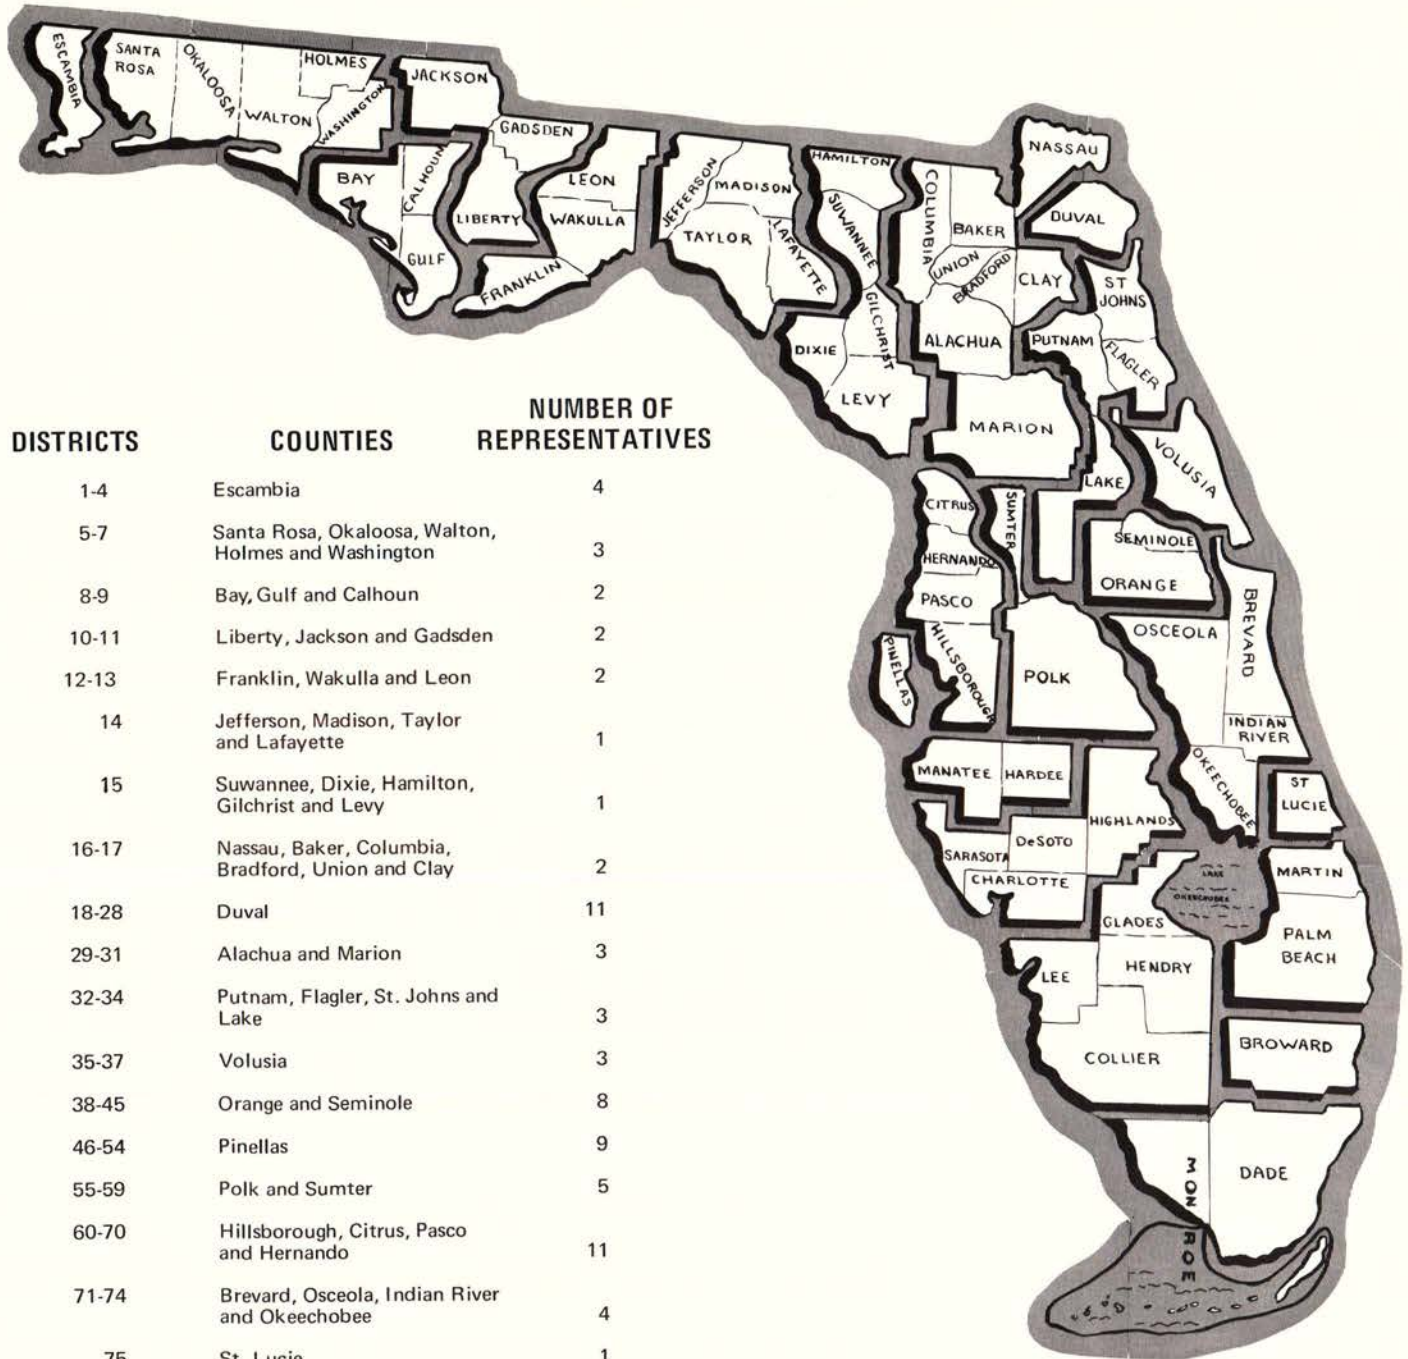 ESCAMBIA
SANTA
ROSA
OKALOOSA
WALTON
HOLMES
WASHINGTON
JACKSON
BAY
CALHOUN
GULF
GADSDEN
LIBERTY
LEON
WAKULLA
FRANKLIN
JEFFERSON
MADISON
TAYLOR
LAFAYETTE
HAMILTON
SUWANNEE
GILCHRIST
DIXIE
LEVY
COLUMBIA
BAKER
UNION
BRADFORD
ALACHUA
MARION
NASSAU
DUVAL
CLAY
ST
JOHNS
PUTNAM
FLAGLER
VOLUSIA
LAKE
CITRUS
SUMTER
HERNANDO
PASCO
SEMINOLE
ORANGE
OSCEOLA
BREVARD
PINELLAS
HILLSBOROUGH
POLK
INDIAN
RIVER
OKEECHOBEE
MANATEE
HARDEE
HIGHLANDS
ST
LUCIE
SARASOTA
DeSOTO
CHARLOTTE
LAKE
OKEECHOBEE
MARTIN
GLADES
PALM
BEACH
LEE
HENDRY
COLLIER
BROWARD
MONROE
DADE
DISTRICTS COUNTIES NUMBER OF
REPRESENTATIVES
1-4 Escambia 4
5-7 Santa Rosa, Okaloosa, Walton,
Holmes and Washington 3
8-9 Bay, Gulf and Calhoun 2
10-11 Liberty, Jackson and Gadsden 2
12-13 Franklin, Wakulla and Leon 2
14 Jefferson, Madison, Taylor
and Lafayette 1
15 Suwannee, Dixie, Hamilton,
Gilchrist and Levy 1
16-17 Nassau, Baker, Columbia,
Bradford, Union and Clay 2
18-28 Duval 11
29-31 Alachua and Marion 3
32-34 Putnam, Flagler, St. Johns and
Lake 3
35-37 Volusia 3
38-45 Orange and Seminole 8
46-54 Pinellas 9
55-59 Polk and Sumter 5
60-70 Hillsborough, Citrus, Pasco
and Hernando 11
71-74 Brevard, Osceola, Indian River
and Okeechobee 4
75 St. Lucie 1